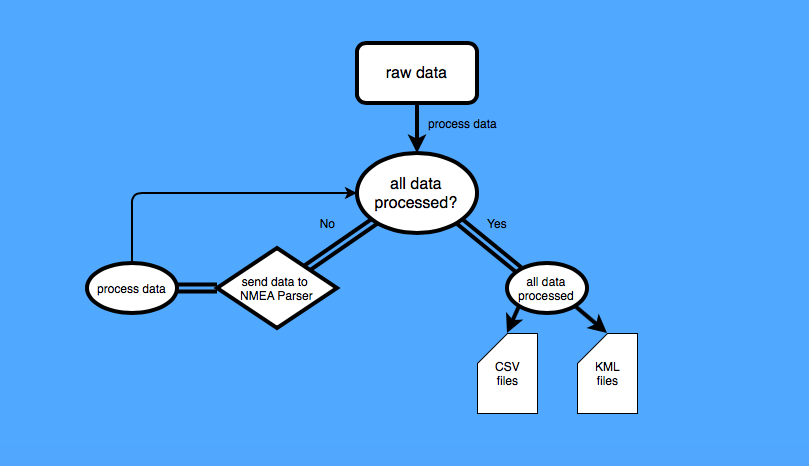 raw data
process data
all data
processed?
No
Yes
process data
send data to
NMEA Parser
all data
processed
CSV
files
KML
files